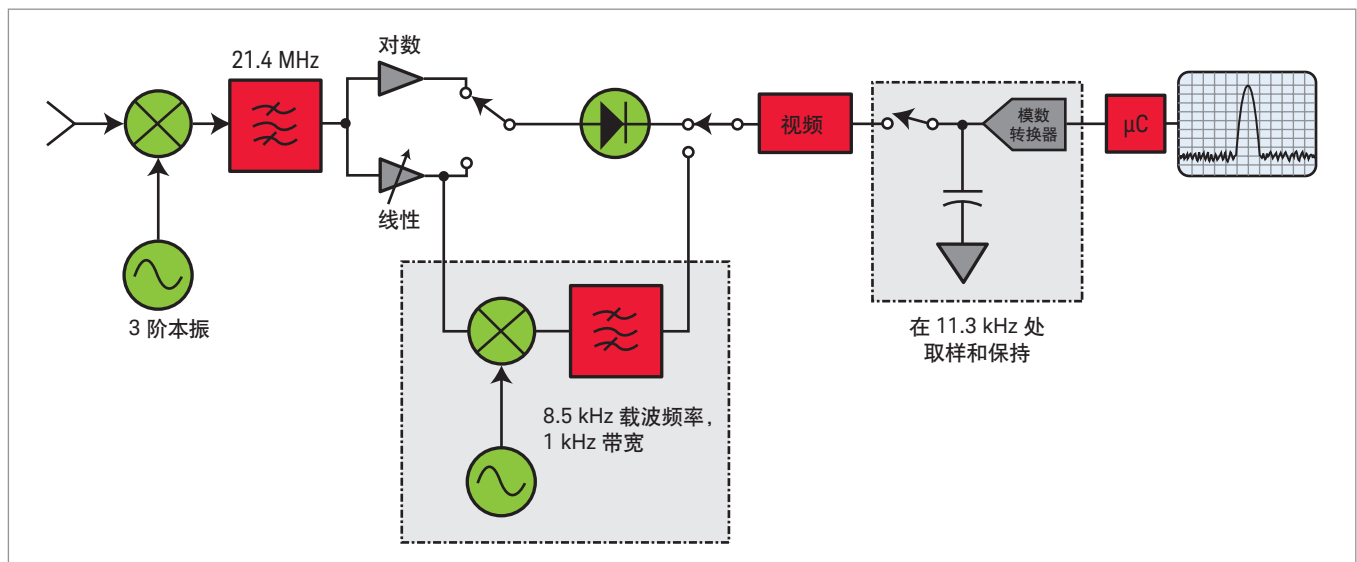 21.4 MHz
对数
线性
3 阶本振
8.5 kHz 载波频率，
1 kHz 带宽
视频
模数
转换器
µC
在 11.3 kHz 处
取样和保持